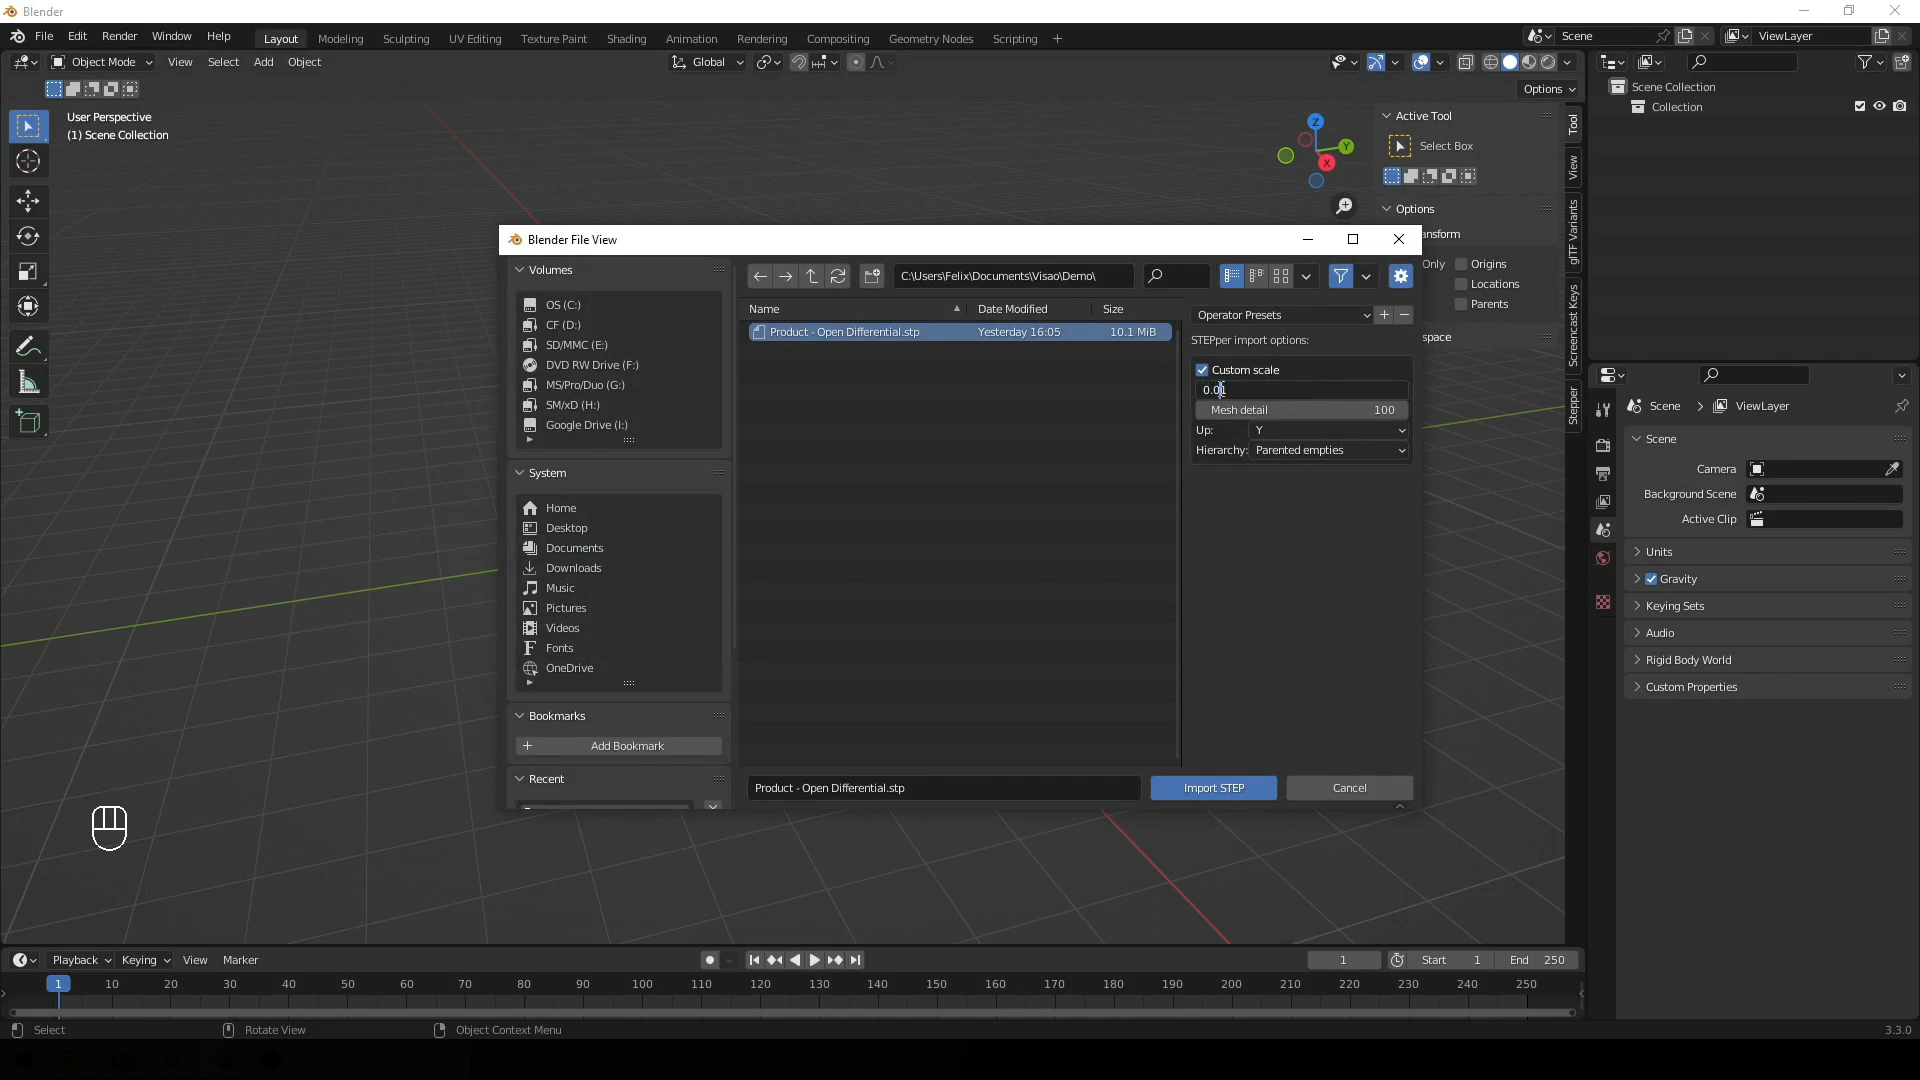 Blender
File Edit Render Window Help Layout Modeling Sculpting UV Editing Texture Paint Shading Animation Rendering Compositing Geometry Nodes Scripting + Scene ViewLayer
Object Mode View Select Add Object Global
Options
User Perspective
(1) Scene Collection
Z
Y
X
Active Tool
Select Box
Options
ansform
Only Origins
Locations
Parents
space
Tool
View
glTF Variants
Screencast Keys
Stepper
Scene Collection
Collection
Blender File View
Volumes
OS (C:)
CF (D:)
SD/MMC (E:)
DVD RW Drive (F:)
MS/Pro/Duo (G:)
SM/xD (H:)
Google Drive (I:)
System
Home
Desktop
Documents
Downloads
Music
Pictures
Videos
Fonts
OneDrive
Bookmarks
Add Bookmark
Recent
C:\Users\Felix\Documents\Visao\Demo\
Name Date Modified Size
Product - Open Differential.stp Yesterday 16:05 10.1 MiB
Operator Presets
STEPper import options:
Custom scale
0.01
Mesh detail 100
Up: Y
Hierarchy: Parented empties
Product - Open Differential.stp Import STEP Cancel
Scene ViewLayer
Scene
Camera
Background Scene
Active Clip
Units
Gravity
Keying Sets
Audio
Rigid Body World
Custom Properties
Playback Keying View Marker 1 Start 1 End 250
1 10 20 30 40 50 60 70 80 90 100 110 120 130 140 150 160 170 180 190 200 210 220 230 240 250
Select Rotate View Object Context Menu 3.3.0